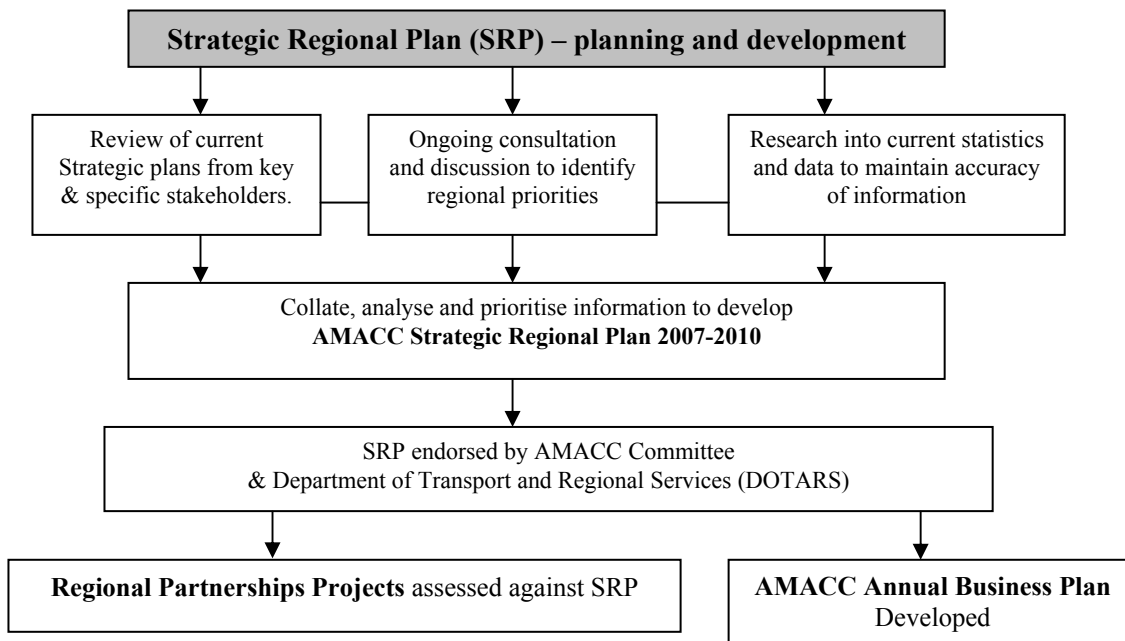 Strategic Regional Plan (SRP) – planning and development
Review of current
Strategic plans from key
& specific stakeholders.
Ongoing consultation
and discussion to identify
regional priorities
Research into current statistics
and data to maintain accuracy
of information
Collate, analyse and prioritise information to develop
AMACC Strategic Regional Plan 2007-2010
SRP endorsed by AMACC Committee
& Department of Transport and Regional Services (DOTARS)
Regional Partnerships Projects assessed against SRP
AMACC Annual Business Plan
Developed